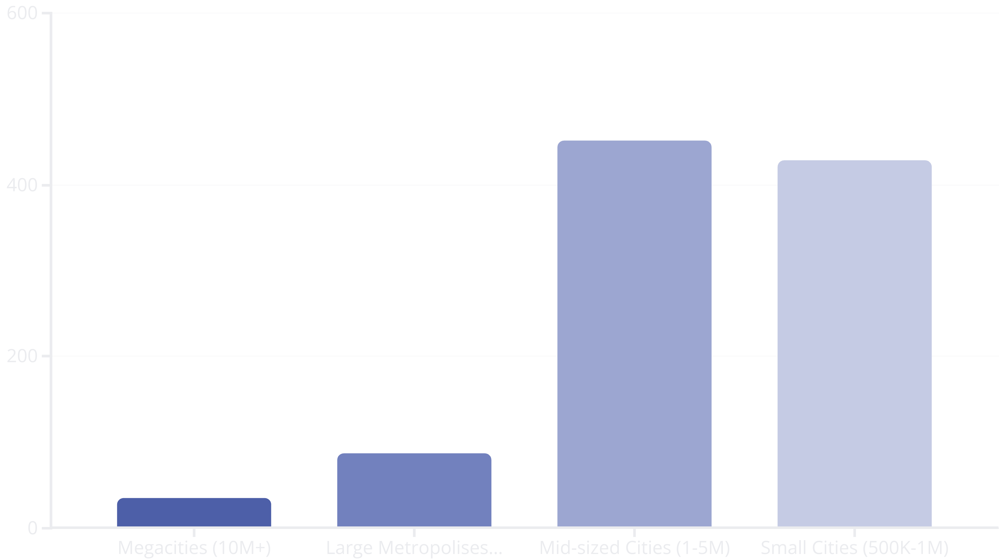 600
400
200
0
Megacities (10M+)
Large Metropolises...
Mid-sized Cities (1-5M)
Small Cities (500K-1M)